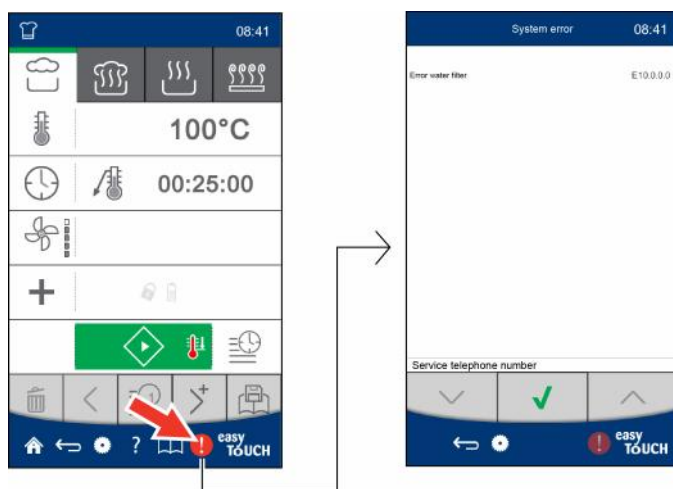 08:41
100°C
00:25:00
?
!
easy
TOUCH
System error
08:41
Error water filter
E10.0.0.0
Service telephone number
!
easy
TOUCH